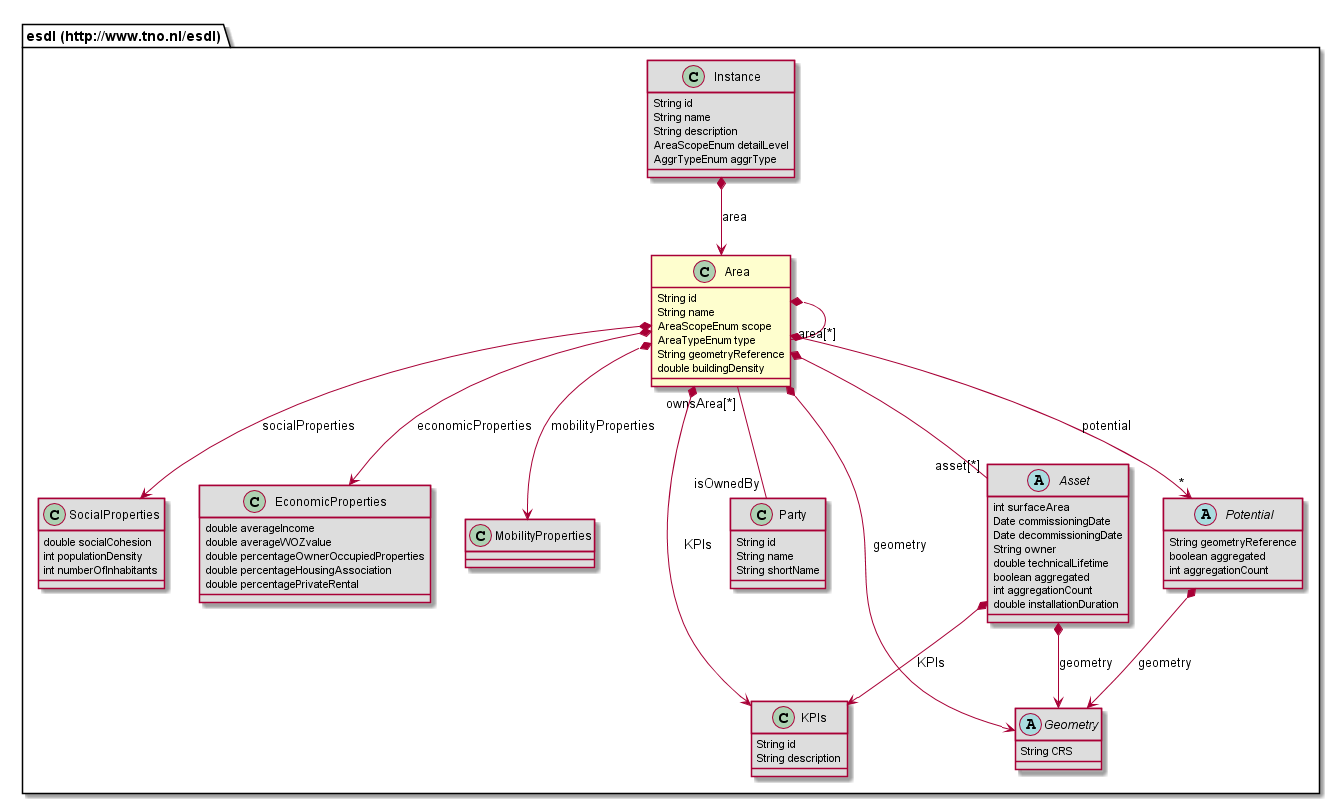 esdl (http://www.tno.nl/esdl)
C Instance
String id
String name
String description
AreaScopeEnum detailLevel
AggrTypeEnum aggrType
area
C Area
String id
String name
AreaScopeEnum scope
AreaTypeEnum type
String geometryReference
double buildingDensity
area[*]
ownsArea[*]
socialProperties
economicProperties
mobilityProperties
potential
asset[*]
*
isOwnedBy
C SocialProperties
double socialCohesion
int populationDensity
int numberOfInhabitants
C EconomicProperties
double averageIncome
double averageWOZvalue
double percentageOwnerOccupiedProperties
double percentageHousingAssociation
double percentagePrivateRental
C MobilityProperties
KPIs
C Party
String id
String name
String shortName
geometry
A Asset
int surfaceArea
Date commissioningDate
Date decommissioningDate
String owner
double technicalLifetime
boolean aggregated
int aggregationCount
double installationDuration
A Potential
String geometryReference
boolean aggregated
int aggregationCount
KPIs
geometry
geometry
C KPIs
String id
String description
A Geometry
String CRS